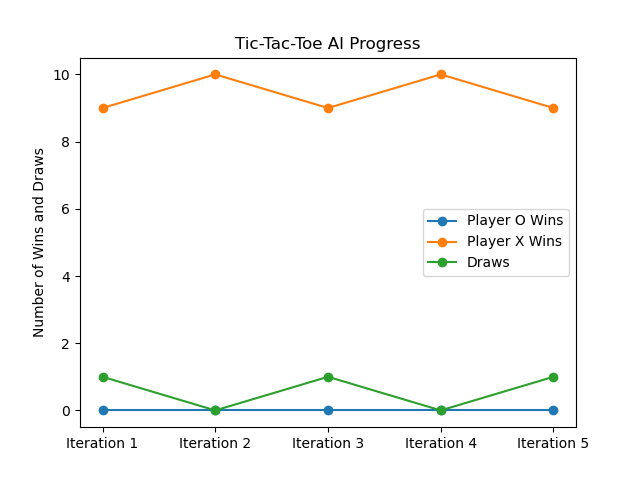 Tic-Tac-Toe AI Progress
Number of Wins and Draws
10
8
6
4
2
0
Player O Wins
Player X Wins
Draws
Iteration 1
Iteration 2
Iteration 3
Iteration 4
Iteration 5